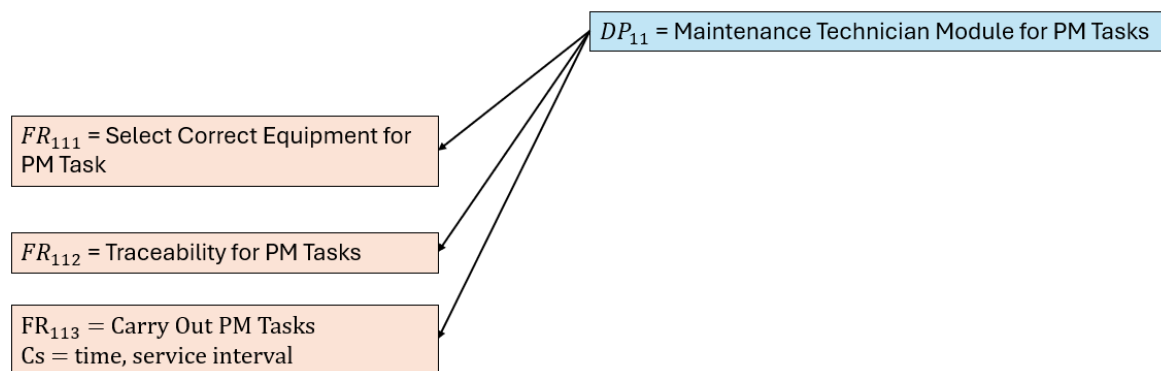 DP₁₁ = Maintenance Technician Module for PM Tasks
FR₁₁₁ = Select Correct Equipment for
PM Task
FR₁₁₂ = Traceability for PM Tasks
FR₁₁₃ = Carry Out PM Tasks
Cs = time, service interval